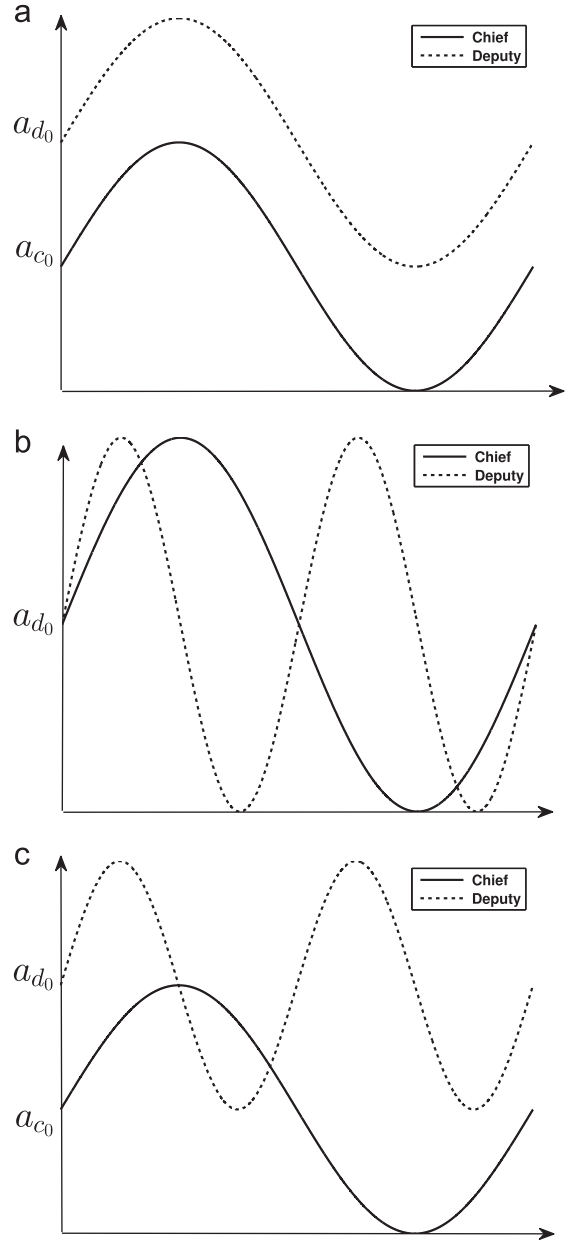 a
Chief
Deputy
a_{d_0}
a_{c_0}
b
Chief
Deputy
a_{d_0}
c
Chief
Deputy
a_{d_0}
a_{c_0}